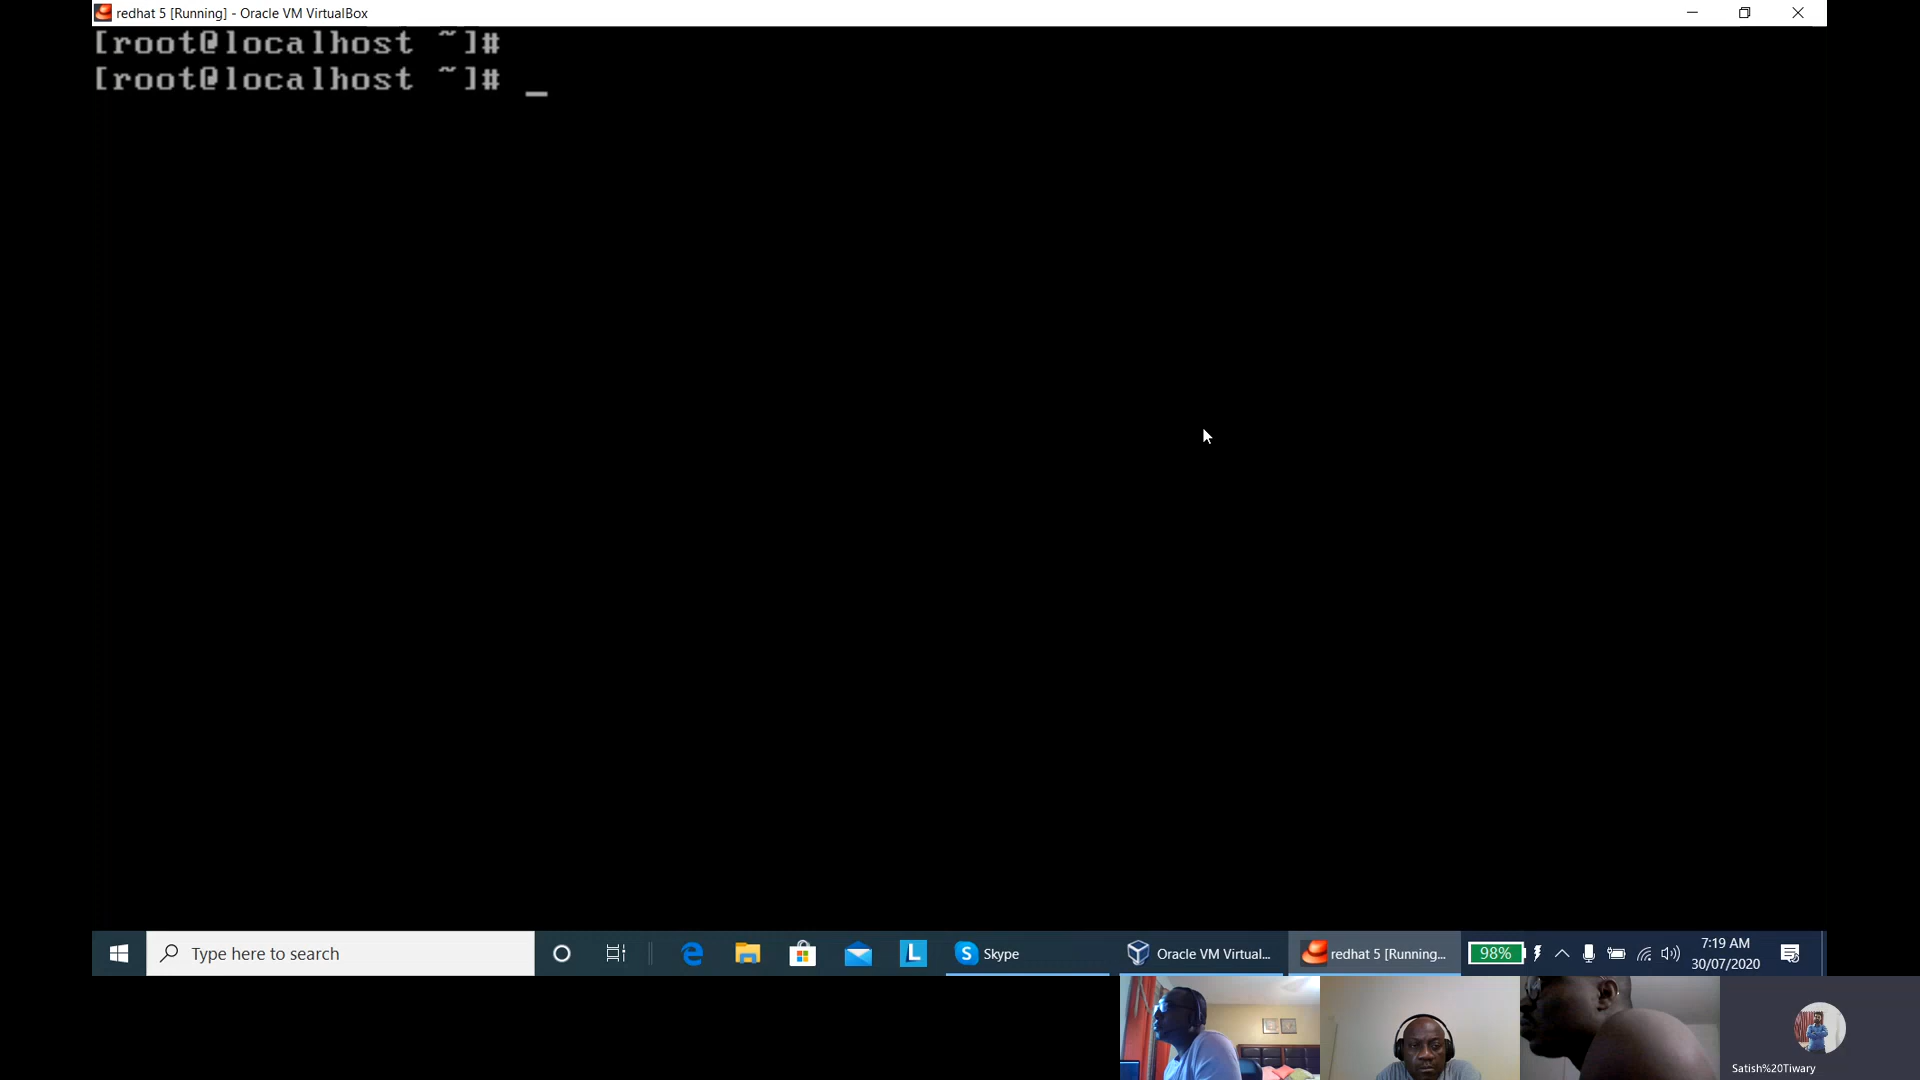 redhat 5 [Running] - Oracle VM VirtualBox
[root@localhost ~]#
[root@localhost ~]# _
Type here to search
L
S Skype
Oracle VM Virtual...
redhat 5 [Running...
98%
7:19 AM
30/07/2020
Satish%20Tiwary